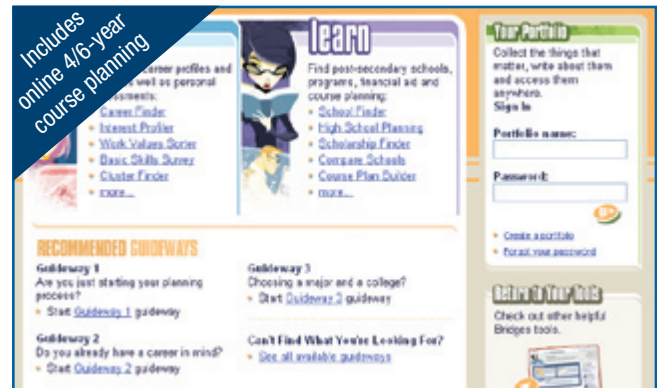 Includes
online 4/6-year
course planning
career profiles and
well as personal
Career Finder
Interest Profiler
Work Values Sorter
Basic Skills Survey
Cluster Finder
more...
learn
Find post-secondary schools,
programs, financial aid and
course planning:
School Finder
High School Planning
Scholarship Finder
Compare Schools
Course Plan Builder
more...
Your Portfolio
Collect the things that
matter, write about them
and access them
anywhere.
Sign In
Portfolio name:
Password:
Create a portfolio
Forgot your password
RECOMMENDED GUIDEWAYS
Guideway 1
Are you just starting your planning
process?
Start Guideway 1 guideway
Guideway 2
Do you already have a career in mind?
Start Guideway 2 guideway
Guideway 3
Choosing a major and a college?
Start Guideway 3 guideway
Can't Find What You're Looking For?
See all available guideways
Return to Your Tools
Check out other helpful
Bridges tools.